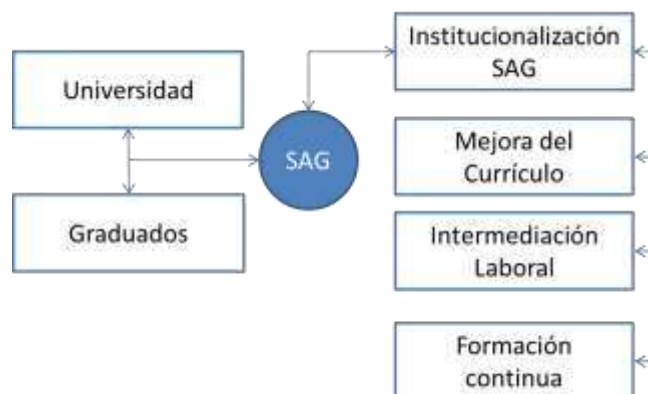 Universidad
Graduados
SAG
Institucionalización
SAG
Mejora del
Currículo
Intermediación
Laboral
Formación
continua